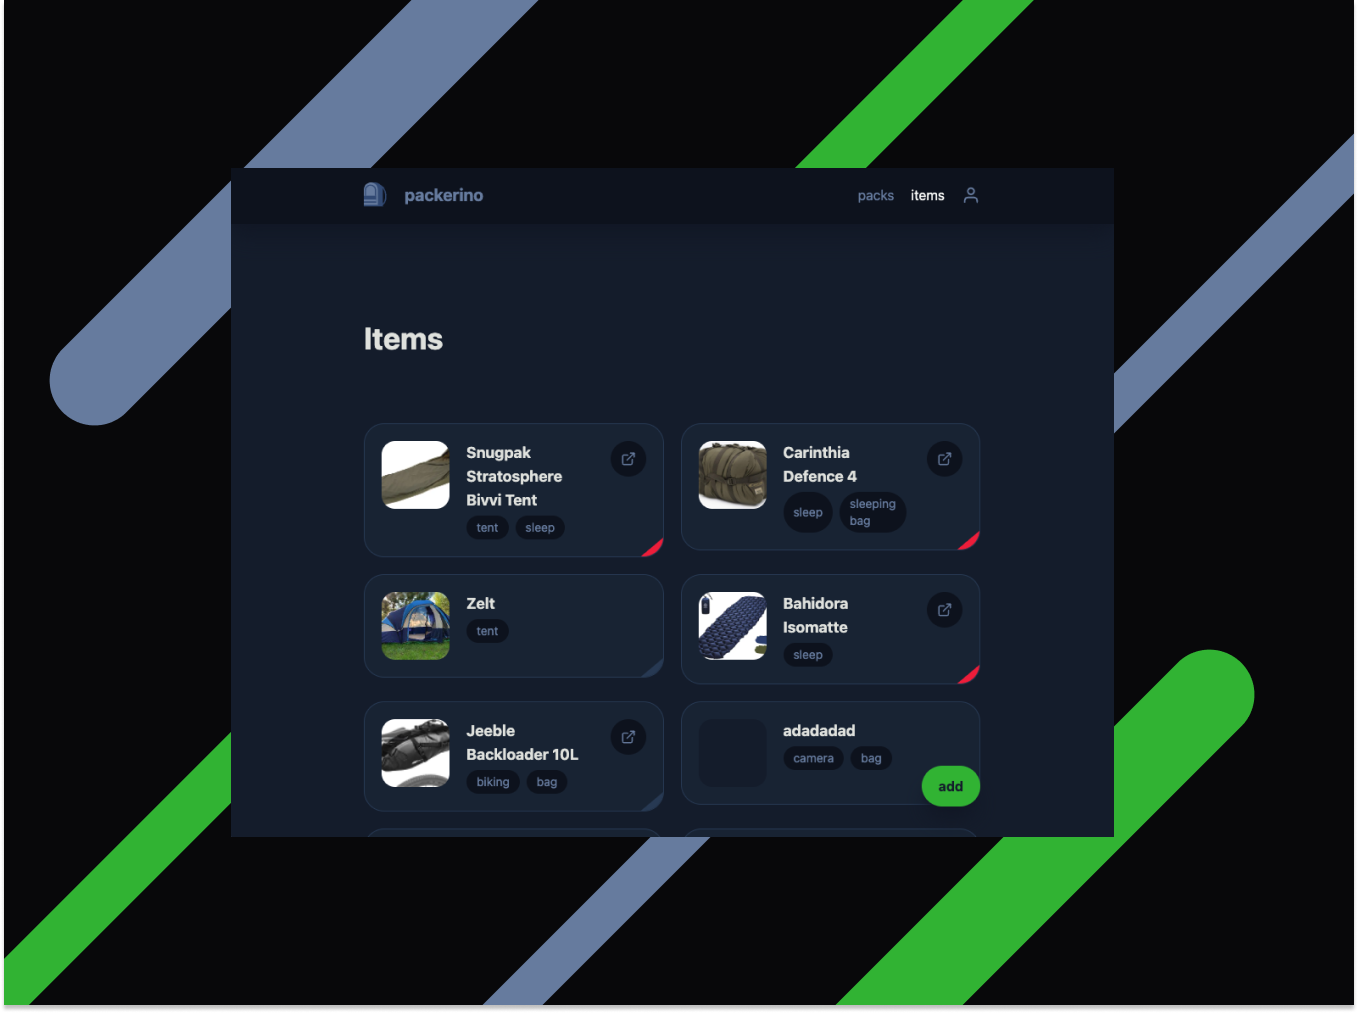 packerino
packs items
Items
Snugpak
Stratosphere
Bivvi Tent
tent sleep
Carinthia
Defence 4
sleep
sleeping
bag
Zelt
tent
Bahidora
Isomatte
sleep
Jeeble
Backloader 10L
biking bag
adadadad
camera bag
add